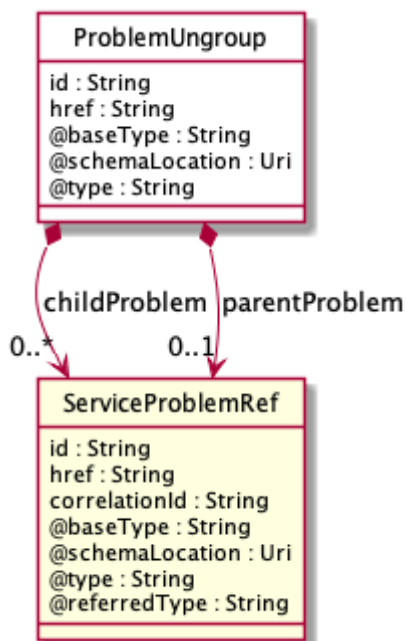 ProblemUngroup
id : String
href : String
@baseType : String
@schemaLocation : Uri
@type : String
childProblem
parentProblem
0..*
0..1
ServiceProblemRef
id : String
href : String
correlationId : String
@baseType : String
@schemaLocation : Uri
@type : String
@referredType : String